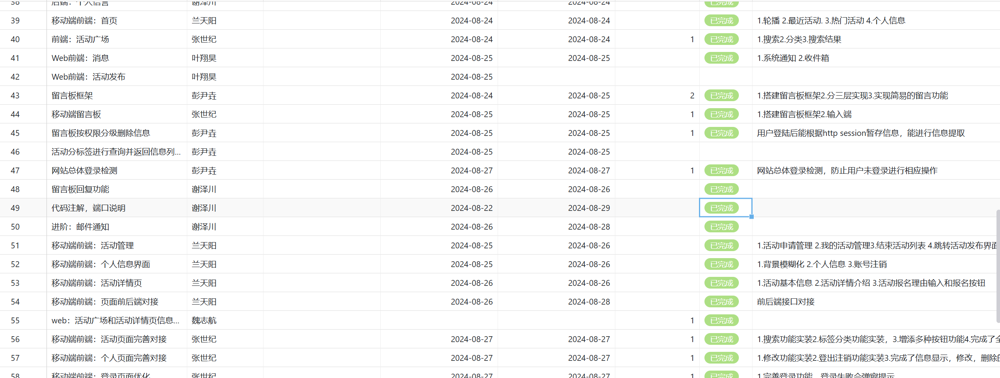 38 后端：个人信誉 谢泽川 2024-08-24 2024-08-24 已完成
39 移动端前端：首页 兰天阳 2024-08-24 2024-08-24 已完成 1.轮播 2.最近活动. 3.热门活动 4.个人信息
40 前端：活动广场 张世纪 2024-08-24 2024-08-24 1 已完成 1.搜索2.分类3.搜索结果
41 Web前端：消息 叶翔昊 2024-08-25 2024-08-25 已完成 1.系统通知 2.收件箱
42 Web前端：活动发布 叶翔昊 2024-08-25
43 留言板框架 彭尹垚 2024-08-24 2024-08-25 2 已完成 1.搭建留言板框架2.分三层实现3.实现简易的留言功能
44 移动端留言板 张世纪 2024-08-25 2024-08-25 1 已完成 1.搭建留言板框架2.输入端
45 留言板按权限分级删除信息 彭尹垚 2024-08-25 2024-08-25 1 已完成 用户登陆后能根据http session暂存信息，能进行信息提取
46 活动分标签进行查询并返回信息列... 彭尹垚 2024-08-25 2024-08-25
47 网站总体登录检测 彭尹垚 2024-08-27 2024-08-27 1 已完成 网站总体登录检测，防止用户未登录进行相应操作
48 留言板回复功能 谢泽川 2024-08-26 2024-08-26 已完成
49 代码注解，端口说明 谢泽川 2024-08-22 2024-08-29 已完成
50 进阶：邮件通知 谢泽川 2024-08-26 2024-08-28 已完成
51 移动端前端：活动管理 兰天阳 2024-08-25 2024-08-26 已完成 1.活动申请管理 2.我的活动管理3.结束活动列表 4.跳转活动发布界面
52 移动端前端：个人信息界面 兰天阳 2024-08-25 2024-08-26 已完成 1.背景模糊化 2.个人信息 3.账号注销
53 移动端前端：活动详情页 兰天阳 2024-08-26 2024-08-26 已完成 1.活动基本信息 2.活动详情介绍 3.活动报名理由输入和报名按钮
54 移动端前端：页面前后端对接 兰天阳 2024-08-26 2024-08-28 已完成 前后端接口对接
55 web：活动广场和活动详情页信息... 魏志航 1 已完成
56 移动端前端：活动页面完善对接 张世纪 2024-08-27 2024-08-27 1 已完成 1.搜索功能实装2.标签分类功能实装，3.增添多种按钮功能4.完成了全
57 移动端前端：个人页面完善对接 张世纪 2024-08-27 2024-08-27 1 已完成 1.修改功能实装2.登出注销功能实装3.完成了信息显示，修改，删除的
58 移动端前端：登录页面优化 张世纪 2024-08-27 2024-08-27 1 已完成 1.完善登录功能，登录失败会弹窗提示